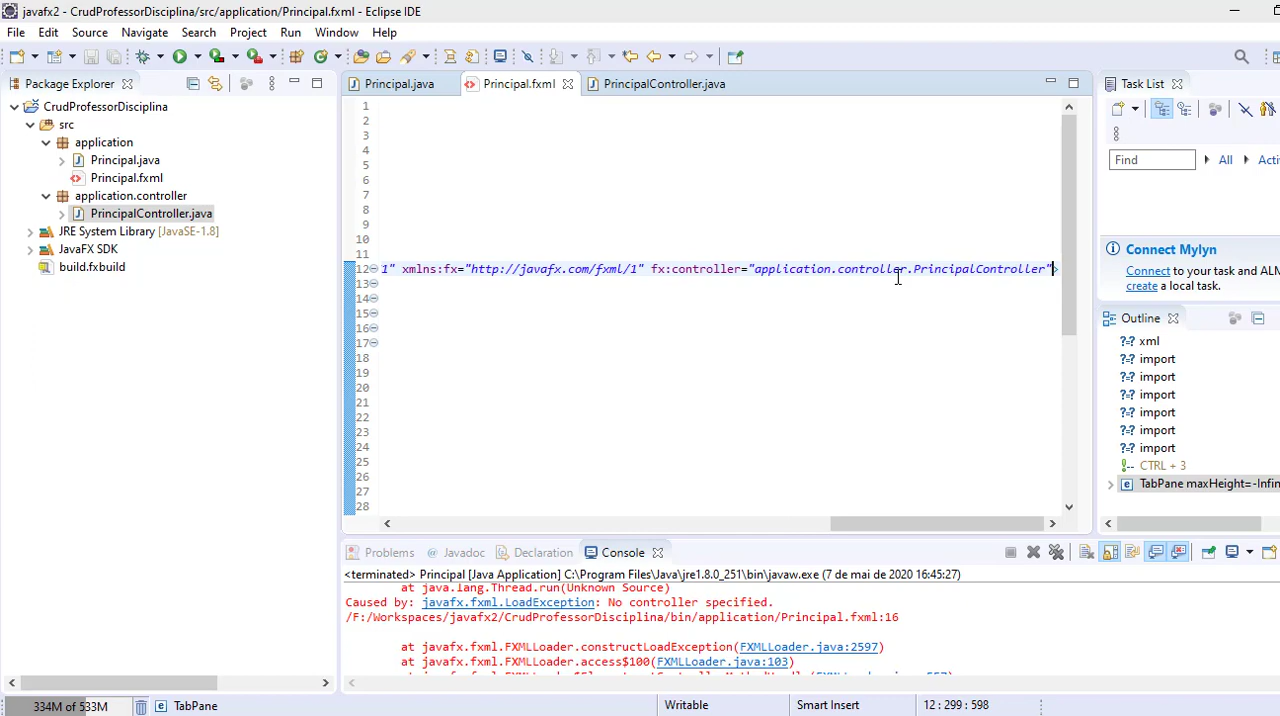 javafx2 - CrudProfessorDisciplina/src/application/Principal.fxml - Eclipse IDE
File Edit Source Navigate Search Project Run Window Help
Package Explorer
CrudProfessorDisciplina
src
application
Principal.java
Principal.fxml
application.controller
PrincipalController.java
JRE System Library [JavaSE-1.8]
JavaFX SDK
build.fxbuild
Principal.java Principal.fxml PrincipalController.java
1
2
3
4
5
6
7
8
9
10
11
12 1" xmlns:fx="http://javafx.com/fxml/1" fx:controller="application.controller.PrincipalController">
13
14
15
16
17
18
19
20
21
22
23
24
25
26
27
28
Task List
Find All Activ
Connect Mylyn
Connect to your task and AL
create a local task.
Outline
xml
import
import
import
import
import
import
CTRL + 3
TabPane maxHeight=-Infin
Problems Javadoc Declaration Console
<terminated> Principal [Java Application] C:\Program Files\Java\jre1.8.0_251\bin\javaw.exe (7 de mai de 2020 16:45:27)
at java.lang.Thread.run(Unknown Source)
Caused by: javafx.fxml.LoadException: No controller specified.
/F:/Workspaces/javafx2/CrudProfessorDisciplina/bin/application/Principal.fxml:16
at javafx.fxml.FXMLLoader.constructLoadException(FXMLLoader.java:2597)
at javafx.fxml.FXMLLoader.access$100(FXMLLoader.java:103)
334M of 533M TabPane Writable Smart Insert 12 : 299 : 598